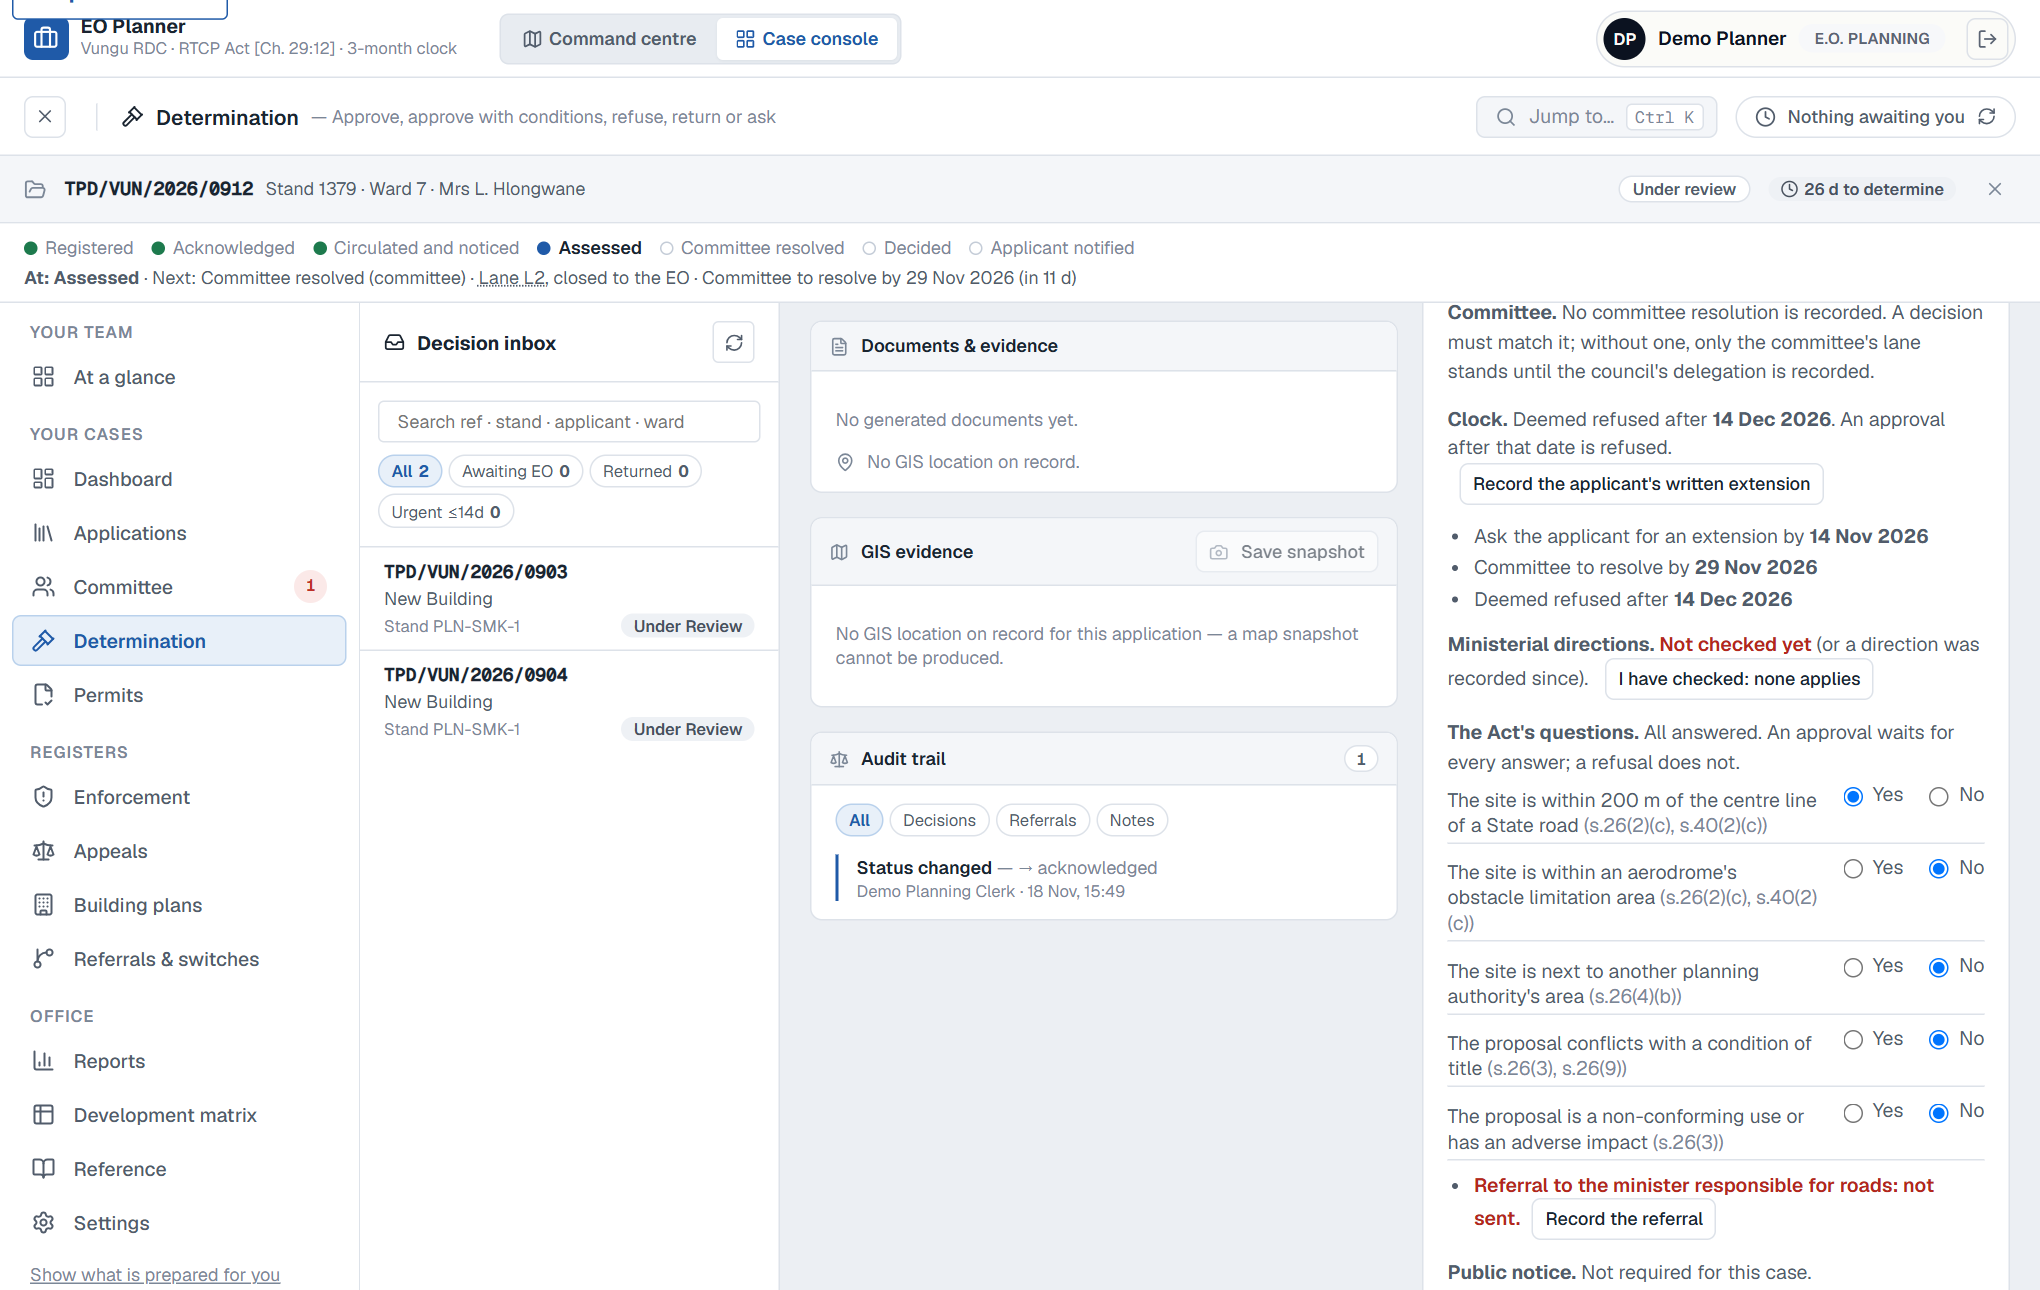 EO Planner
Vungu RDC · RTCP Act [Ch. 29:12] · 3-month clock
Command centre
Case console
DP
Demo Planner
E.O. PLANNING
Determination
— Approve, approve with conditions, refuse, return or ask
Jump to...
Ctrl K
Nothing awaiting you
TPD/VUN/2026/0912
Stand 1379 · Ward 7 · Mrs L. Hlongwane
Under review
26 d to determine
Registered
Acknowledged
Circulated and noticed
Assessed
Committee resolved
Decided
Applicant notified
At: Assessed · Next: Committee resolved (committee) · Lane L2, closed to the EO · Committee to resolve by 29 Nov 2026 (in 11 d)
YOUR TEAM
At a glance
YOUR CASES
Dashboard
Applications
Committee
1
Determination
Permits
REGISTERS
Enforcement
Appeals
Building plans
Referrals & switches
OFFICE
Reports
Development matrix
Reference
Settings
Show what is prepared for you
Decision inbox
Search ref · stand · applicant · ward
All 2
Awaiting EO 0
Returned 0
Urgent ≤14d 0
TPD/VUN/2026/0903
New Building
Stand PLN-SMK-1
Under Review
TPD/VUN/2026/0904
New Building
Stand PLN-SMK-1
Under Review
Documents & evidence
No generated documents yet.
No GIS location on record.
GIS evidence
Save snapshot
No GIS location on record for this application — a map snapshot
cannot be produced.
Audit trail
1
All
Decisions
Referrals
Notes
Status changed — → acknowledged
Demo Planning Clerk · 18 Nov, 15:49
Committee. No committee resolution is recorded. A decision
must match it; without one, only the committee's lane
stands until the council's delegation is recorded.
Clock. Deemed refused after 14 Dec 2026. An approval
after that date is refused.
Record the applicant's written extension
• Ask the applicant for an extension by 14 Nov 2026
• Committee to resolve by 29 Nov 2026
• Deemed refused after 14 Dec 2026
Ministerial directions. Not checked yet (or a direction was
recorded since).
I have checked: none applies
The Act's questions. All answered. An approval waits for
every answer; a refusal does not.
The site is within 200 m of the centre line
of a State road (s.26(2)(c), s.40(2)(c))
Yes
No
The site is within an aerodrome's
obstacle limitation area (s.26(2)(c), s.40(2)
(c))
Yes
No
The site is next to another planning
authority's area (s.26(4)(b))
Yes
No
The proposal conflicts with a condition of
title (s.26(3), s.26(9))
Yes
No
The proposal is a non-conforming use or
has an adverse impact (s.26(3))
Yes
No
• Referral to the minister responsible for roads: not
sent.
Record the referral
Public notice. Not required for this case.